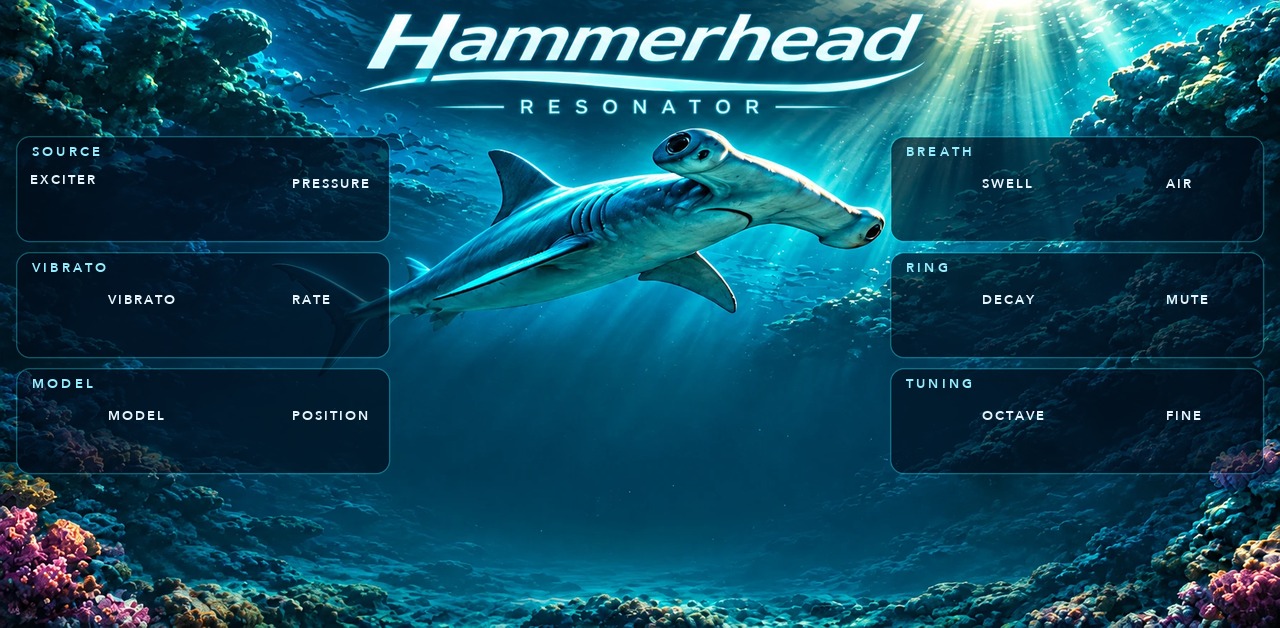 Hammerhead
RESONATOR
SOURCE
EXCITER
PRESSURE
VIBRATO
VIBRATO
RATE
MODEL
MODEL
POSITION
BREATH
SWELL
AIR
RING
DECAY
MUTE
TUNING
OCTAVE
FINE